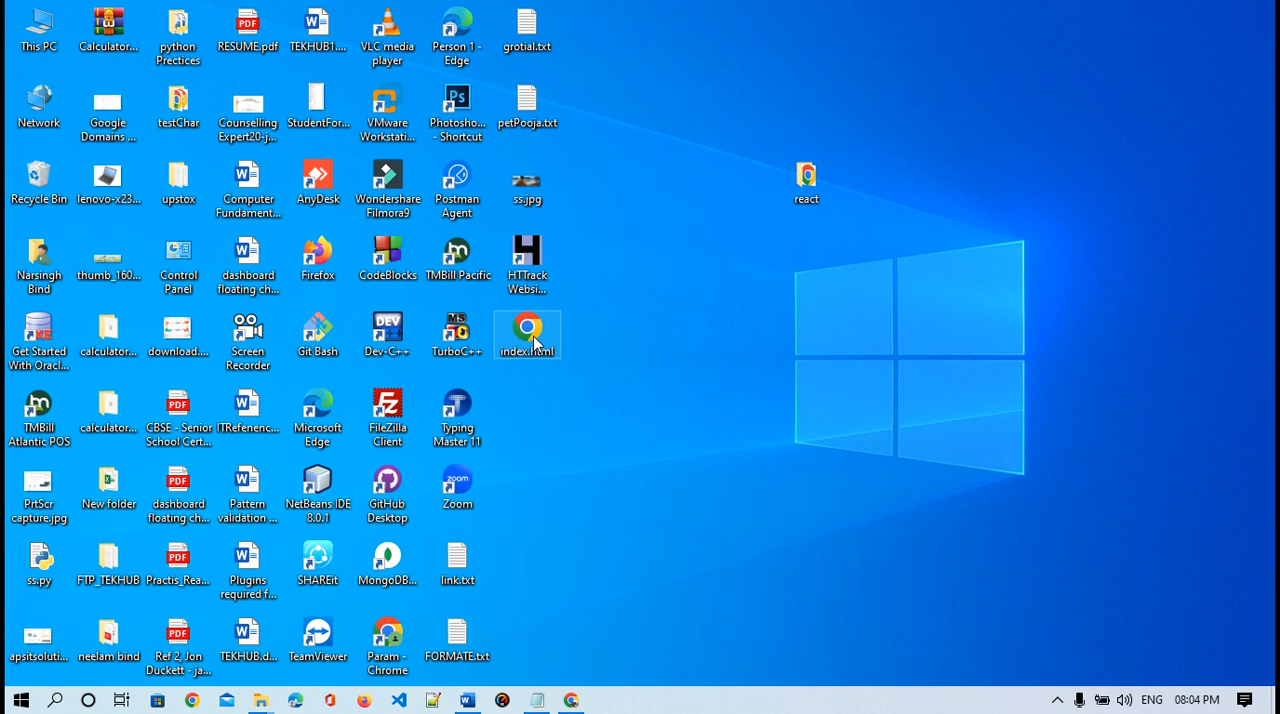 This PC
Calculator...
python
Prectices
RESUME.pdf
TEKHUB1....
VLC media
player
Person 1 -
Edge
grotial.txt
Network
Google
Domains ...
testChar
Counselling
Expert20-j...
StudentFor...
VMware
Workstati...
Photosho...
- Shortcut
petPooja.txt
Recycle Bin
lenovo-x23...
upstox
Computer
Fundament...
AnyDesk
Wondershare
Filmora9
Postman
Agent
ss.jpg
react
Narsingh
Bind
thumb_160...
Control
Panel
dashboard
floating ch...
Firefox
CodeBlocks
TMBill Pacific
HTTrack
Websi...
Get Started
With Oracl...
calculator...
download....
Screen
Recorder
Git Bash
Dev-C++
TurboC++
index.html
TMBill
Atlantic POS
calculator...
CBSE - Senior
School Cert...
ITRefenenc...
Microsoft
Edge
FileZilla
Client
Typing
Master 11
PrtScr
capture.jpg
New folder
dashboard
floating ch...
Pattern
validation ...
NetBeans IDE
8.0.1
GitHub
Desktop
Zoom
ss.py
FTP_TEKHUB
Practis_Rea...
Plugins
required f...
SHAREit
MongoDB...
link.txt
apsitsoluti...
neelam bind
Ref 2, Jon
Duckett - ja...
TEKHUB.d...
TeamViewer
Param -
Chrome
FORMATE.txt
ENG
08:04 PM